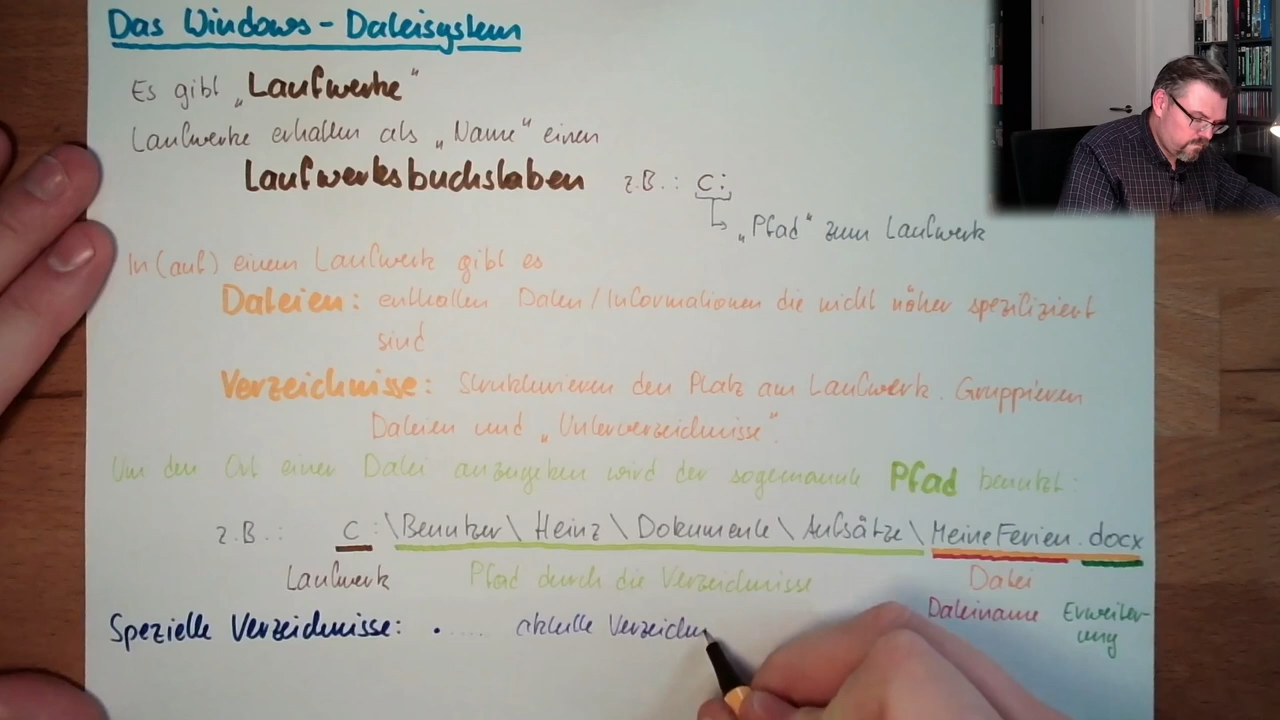 Das Windows-Dateisystem
Es gibt „Laufwerke"
Laufwerke erhalten als „Name" einen
Laufwerksbuchstaben z.B.: C:
↳ „Pfad" zum Laufwerk
In (auf) einem Laufwerk gibt es
Dateien: enthalten Daten/Informationen die nicht näher spezifiziert
sind
Verzeichnisse: Strukturieren den Platz am Laufwerk. Gruppieren
Dateien und „Unterverzeichnisse".
Um den Ort einer Datei anzugeben wird der sogenannte Pfad benutzt:
z.B.: C:\Benutzer\Heinz\Dokumente\Aufsätze\MeineFerien.docx
Laufwerk Pfad durch die Verzeichnisse Datei
Dateiname Erweiter-
ung
Spezielle Verzeichnisse: . ..... aktuelle Verzeichn